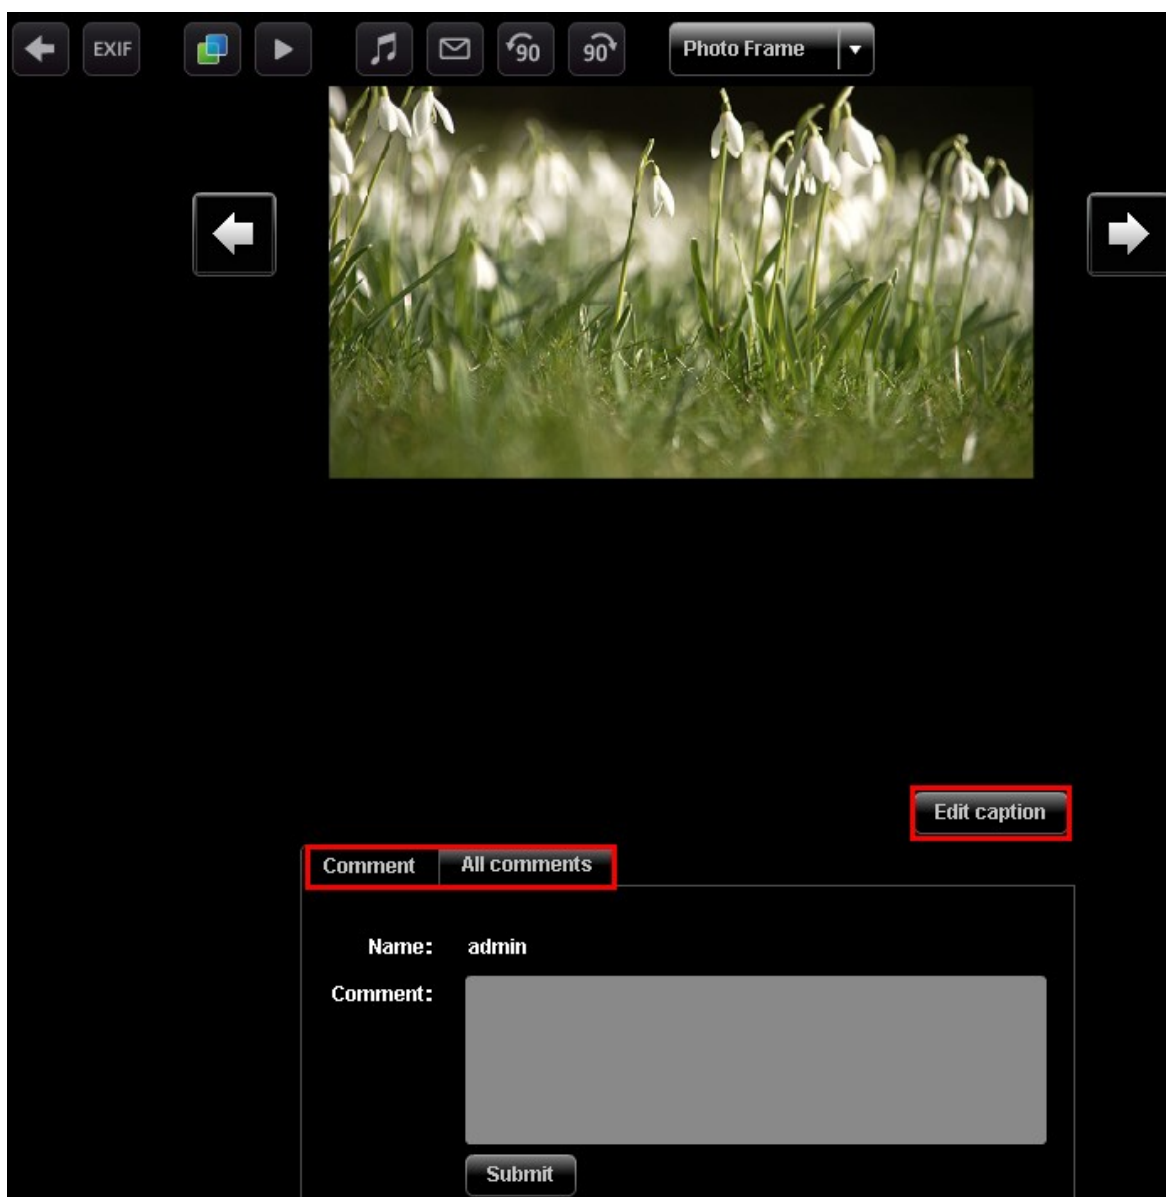 EXIF
90
90
Photo Frame
Edit caption
Comment
All comments
Name: admin
Comment:
Submit